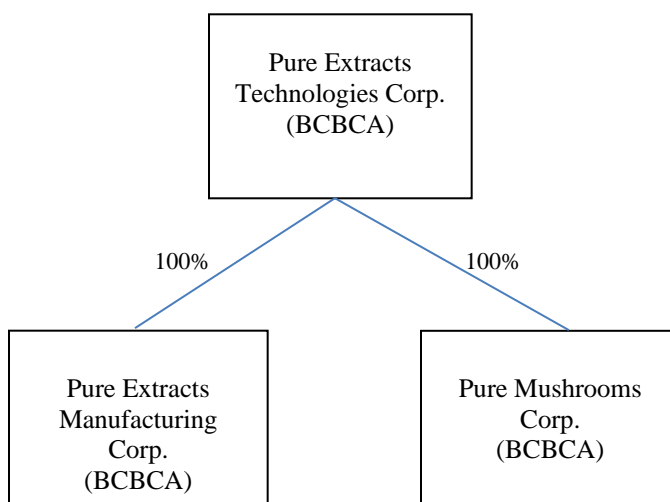 Pure Extracts
Technologies Corp.
(BCBCA)
100%
100%
Pure Extracts
Manufacturing
Corp.
(BCBCA)
Pure Mushrooms
Corp.
(BCBCA)